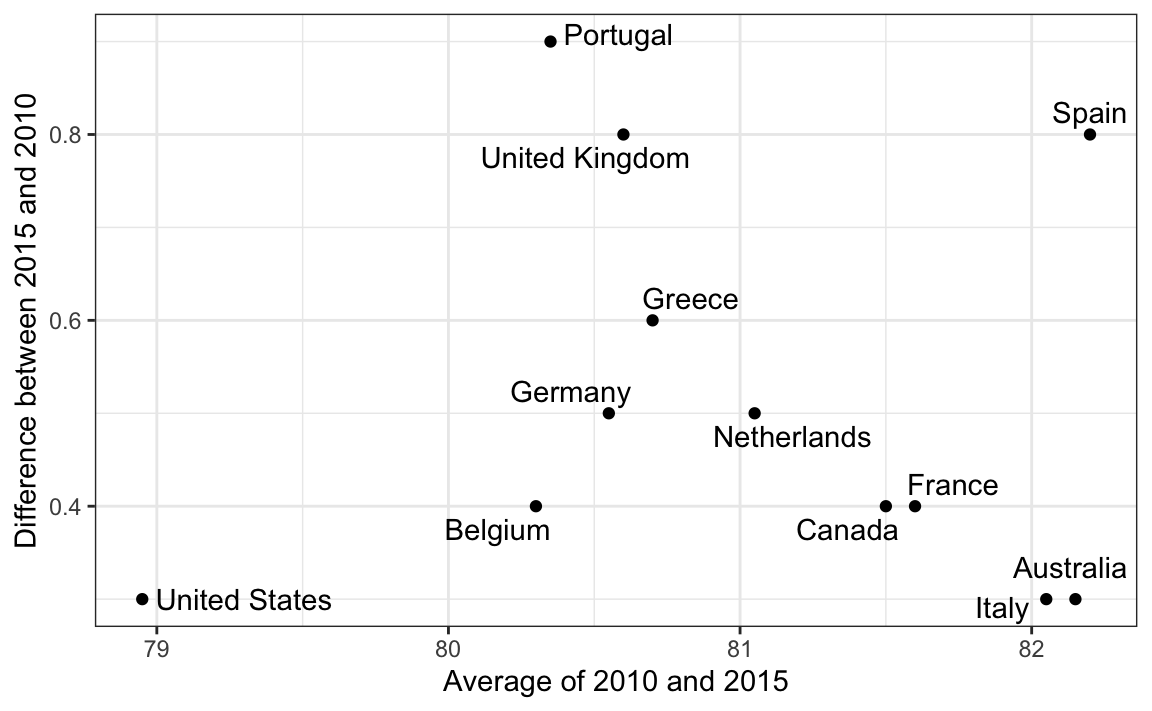 Portugal
Spain
United Kingdom
Greece
Germany
Netherlands
France
Belgium
Canada
Australia
United States
Italy
0.8
0.6
0.4
79
80
81
82
Average of 2010 and 2015
Difference between 2015 and 2010